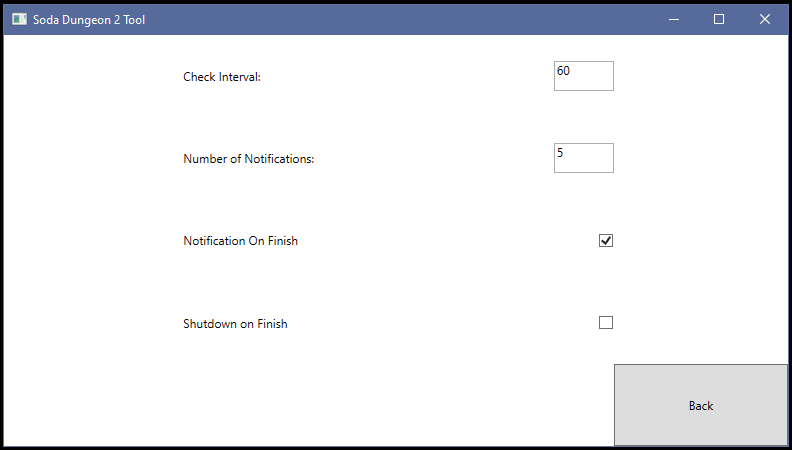 Soda Dungeon 2 Tool
Check Interval: 60
Number of Notifications: 5
Notification On Finish
Shutdown on Finish
Back